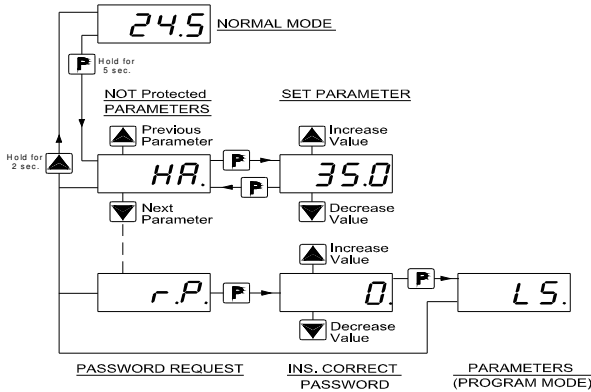 24.5
NORMAL MODE
P
Hold for
5 sec.
NOT Protected
PARAMETERS
SET PARAMETER
Previous
Parameter
Increase
Value
Hold for
2 sec.
HA.
P
P
35.0
Next
Parameter
Decrease
Value
Increase
Value
r.P.
P
0.
P
LS.
Decrease
Value
PASSWORD REQUEST
INS. CORRECT
PASSWORD
PARAMETERS
(PROGRAM MODE)